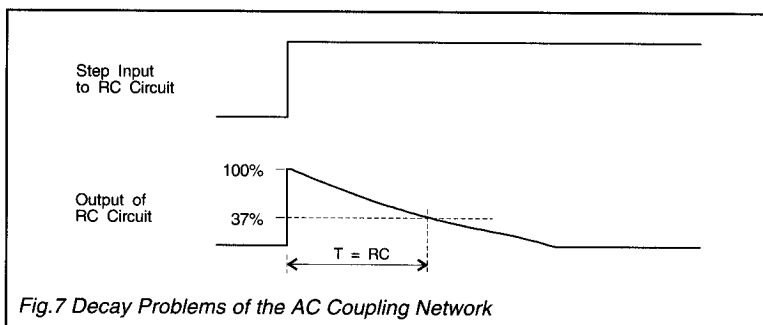 Step Input
to RC Circuit
100%
Output of
RC Circuit
37%
T = RC
Fig.7 Decay Problems of the AC Coupling Network